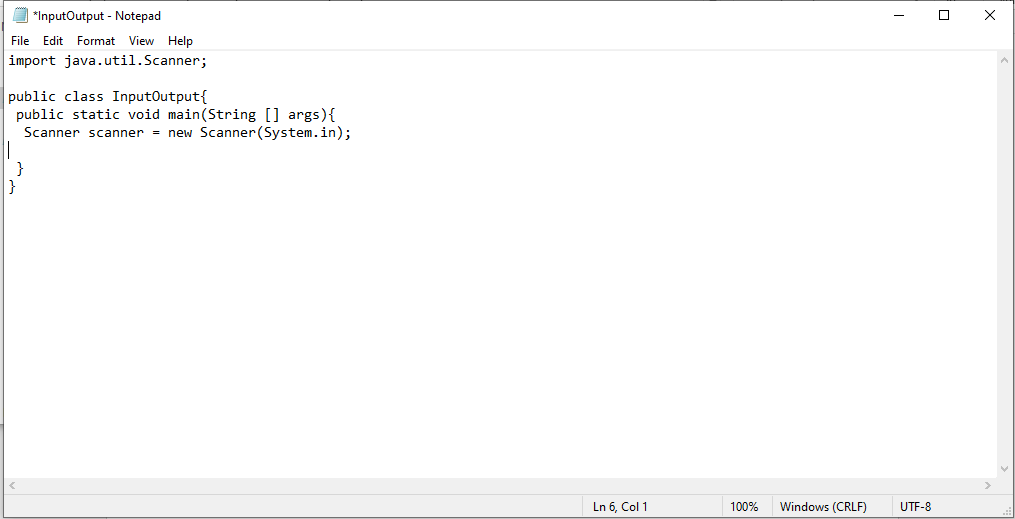 *InputOutput - Notepad
File Edit Format View Help
import java.util.Scanner;
public class InputOutput{
public static void main(String [] args){
Scanner scanner = new Scanner(System.in);
}
}
Ln 6, Col 1 100% Windows (CRLF) UTF-8